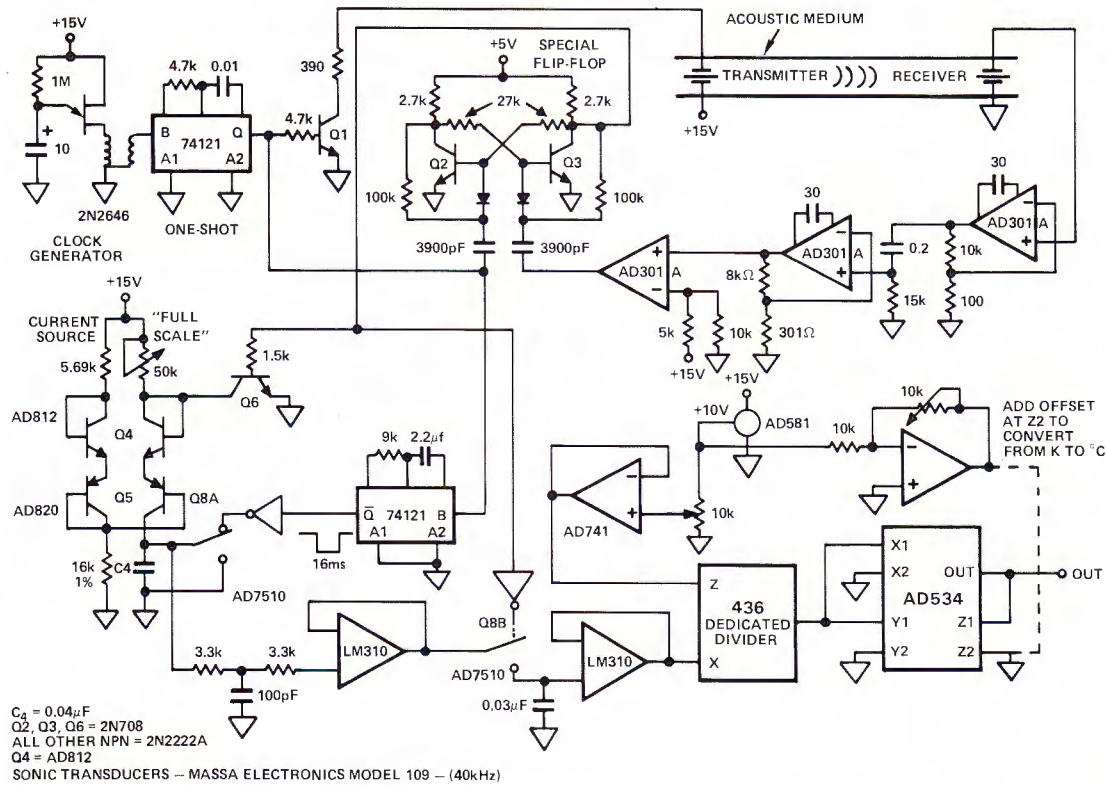 +15V
1M
+
10
2N2646
CLOCK
GENERATOR
4.7k
0.01
B
Q
74121
A1
A2
ONE-SHOT
4.7k
Q1
390
+5V
SPECIAL
FLIP-FLOP
2.7k
27k
2.7k
Q2
Q3
100k
100k
3900pF
3900pF
ACOUSTIC MEDIUM
TRANSMITTER
))))
RECEIVER
+15V
30
AD301 A
-
+
10k
100
0.2
15k
30
AD301 A
-
+
8kΩ
301Ω
AD301 A
+
-
5k
10k
+15V
+15V
CURRENT
SOURCE
"FULL
SCALE"
5.69k
50k
1.5k
Q6
AD812
Q4
Q5
Q8A
AD820
16k
1%
C4
AD7510
9k
2.2µf
Q̅
74121
B
A1
A2
16ms
3.3k
3.3k
100pF
LM310
Q8B
AD7510
0.03µF
LM310
+15V
+10V
AD581
10k
AD741
-
+
10k
10k
-
+
ADD OFFSET
AT Z2 TO
CONVERT
FROM K TO °C
Z
436
DEDICATED
DIVIDER
X
X1
X2
OUT
AD534
Y1
Z1
Y2
Z2
OUT
C4 = 0.04µF
Q2, Q3, Q6 = 2N708
ALL OTHER NPN = 2N2222A
Q4 = AD812
SONIC TRANSDUCERS – MASSA ELECTRONICS MODEL 109 – (40kHz)